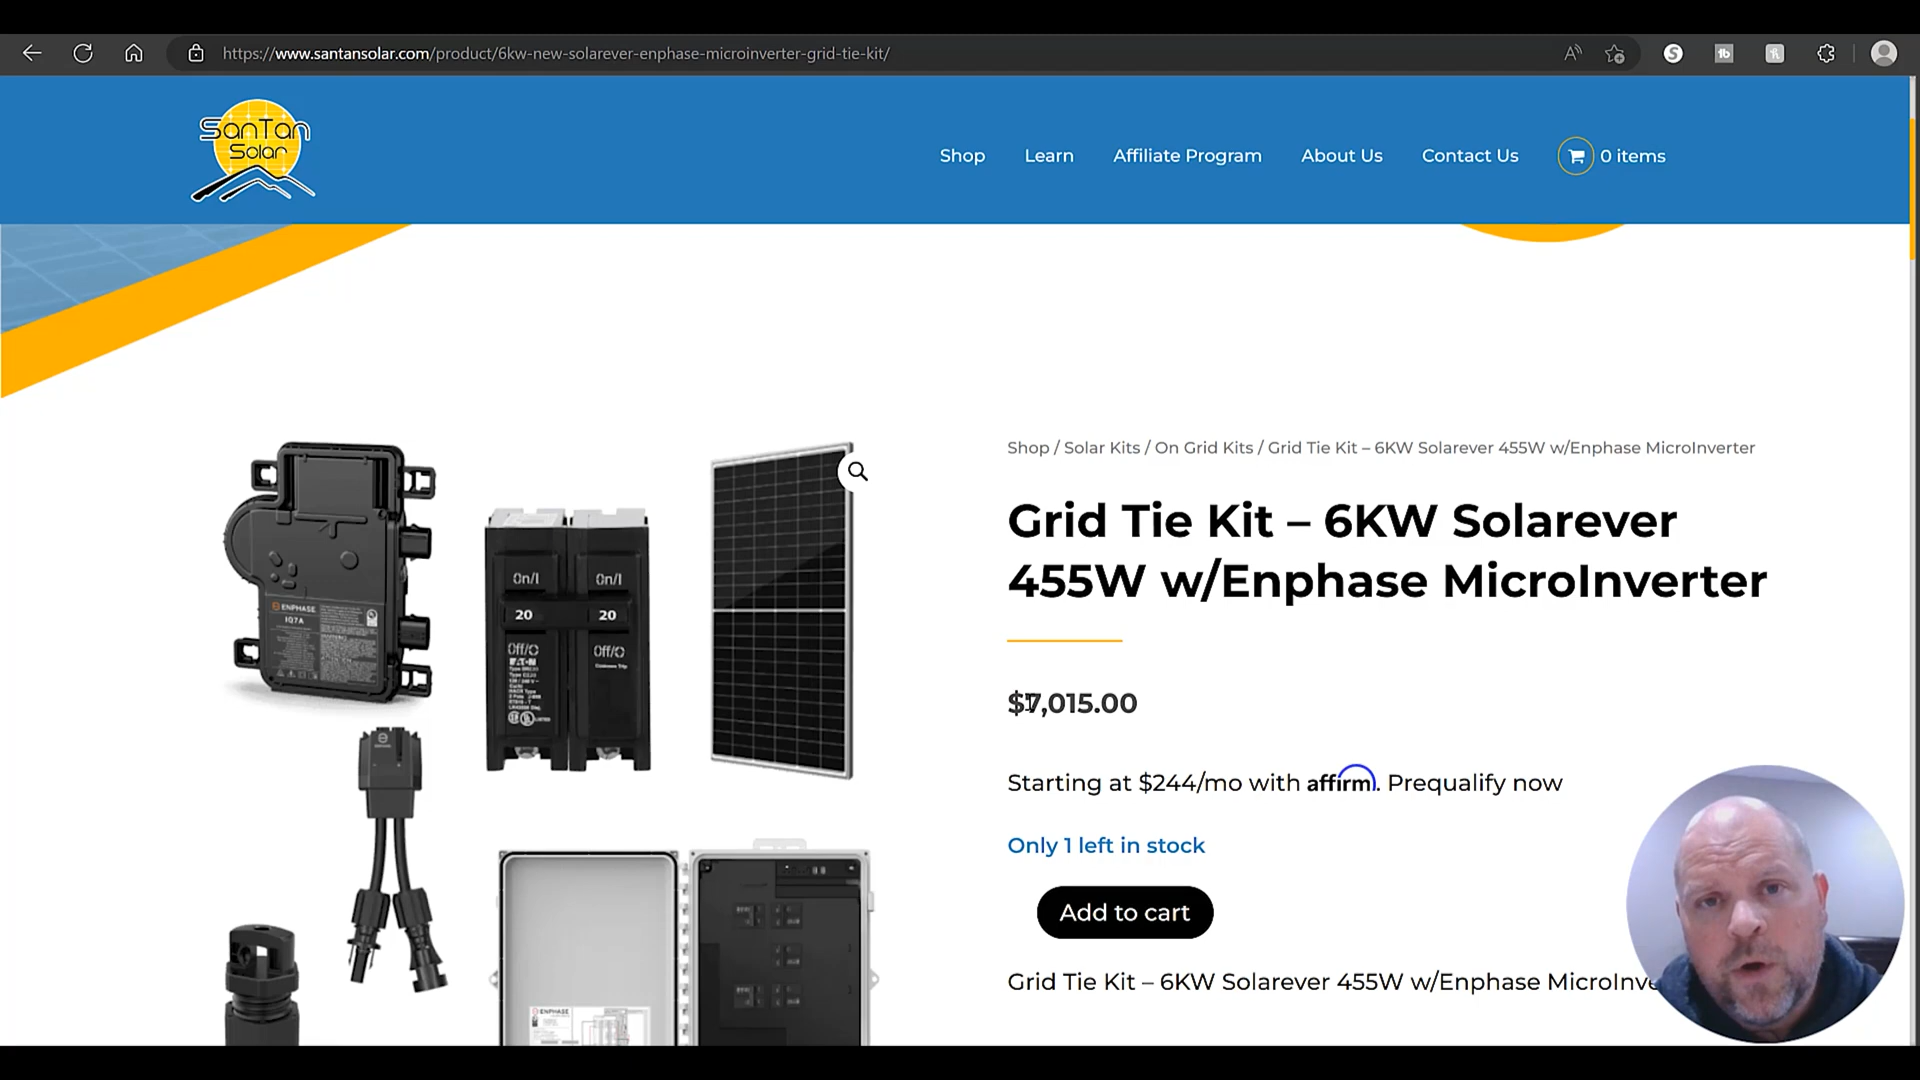 https://www.santansolar.com/product/6kw-new-solarever-enphase-microinverter-grid-tie-kit/
SanTan
Solar
Shop
Learn
Affiliate Program
About Us
Contact Us
0 items
Shop / Solar Kits / On Grid Kits / Grid Tie Kit – 6KW Solarever 455W w/Enphase MicroInverter
Grid Tie Kit – 6KW Solarever
455W w/Enphase MicroInverter
$7,015.00
Starting at $244/mo with affirm. Prequalify now
Only 1 left in stock
Add to cart
Grid Tie Kit – 6KW Solarever 455W w/Enphase MicroInve
ENPHASE
IQ7A
On/I
On/I
20
20
Off/O
Off/O
E·T·N
Common Trip
ENPHASE